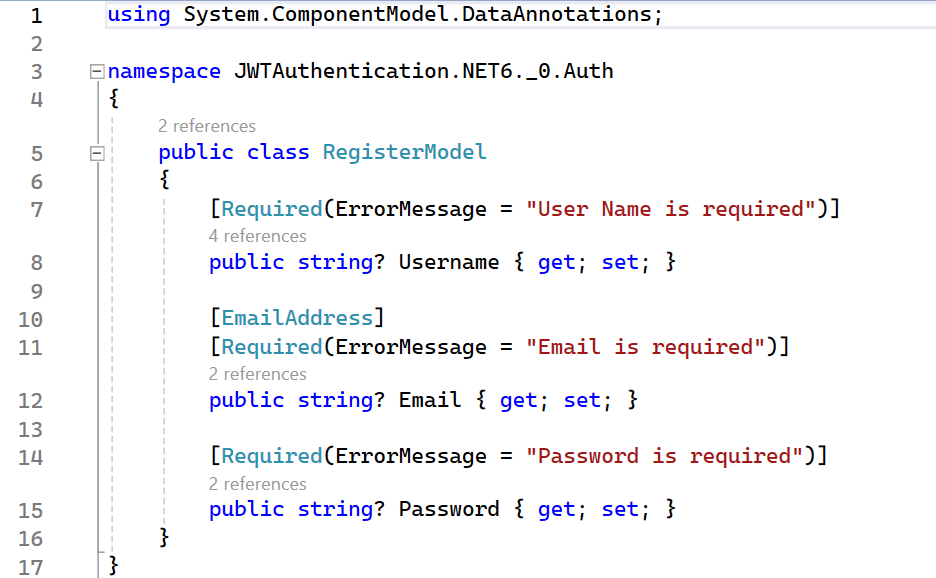 1 using System.ComponentModel.DataAnnotations;
2
3 namespace JWTAuthentication.NET6._0.Auth
4 {
2 references
5 public class RegisterModel
6 {
7 [Required(ErrorMessage = "User Name is required")]
4 references
8 public string? Username { get; set; }
9
10 [EmailAddress]
11 [Required(ErrorMessage = "Email is required")]
2 references
12 public string? Email { get; set; }
13
14 [Required(ErrorMessage = "Password is required")]
2 references
15 public string? Password { get; set; }
16 }
17 }